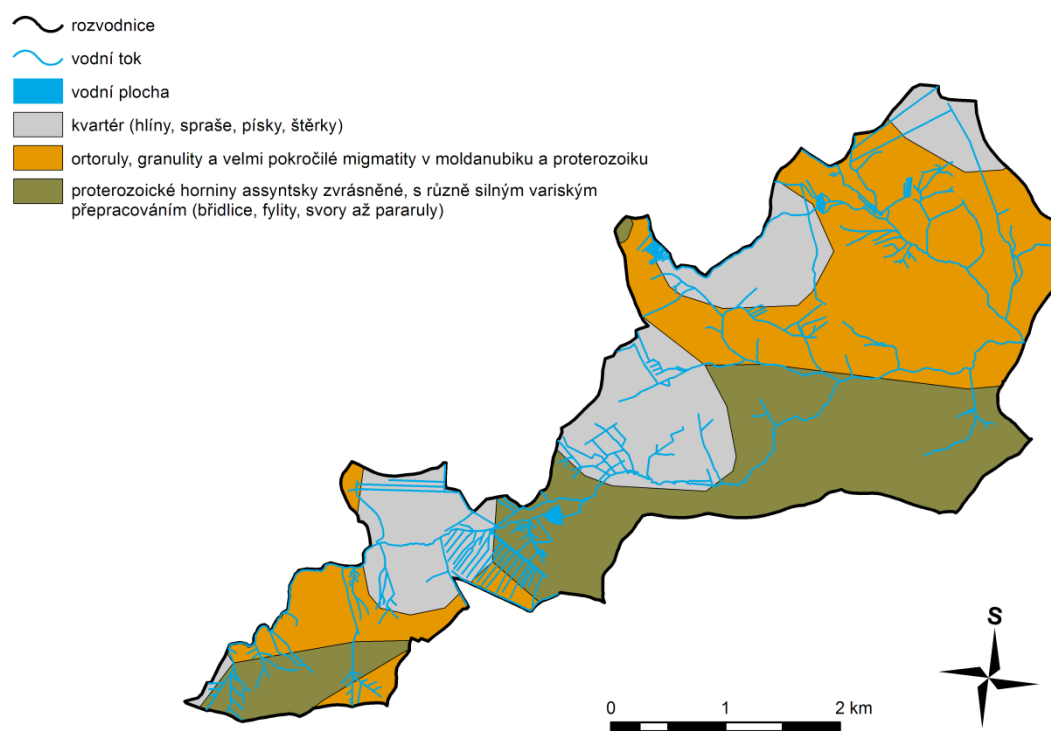 rozvodnice
vodní tok
vodní plocha
kvartér (hlíny, spraše, písky, štěrky)
ortoruly, granulity a velmi pokročilé migmatity v moldanubiku a proterozoiku
proterozoické horniny assyntsky zvrásněné, s různě silným variským
přepracováním (břidlice, fylity, svory až pararuly)
S
0 1 2 km